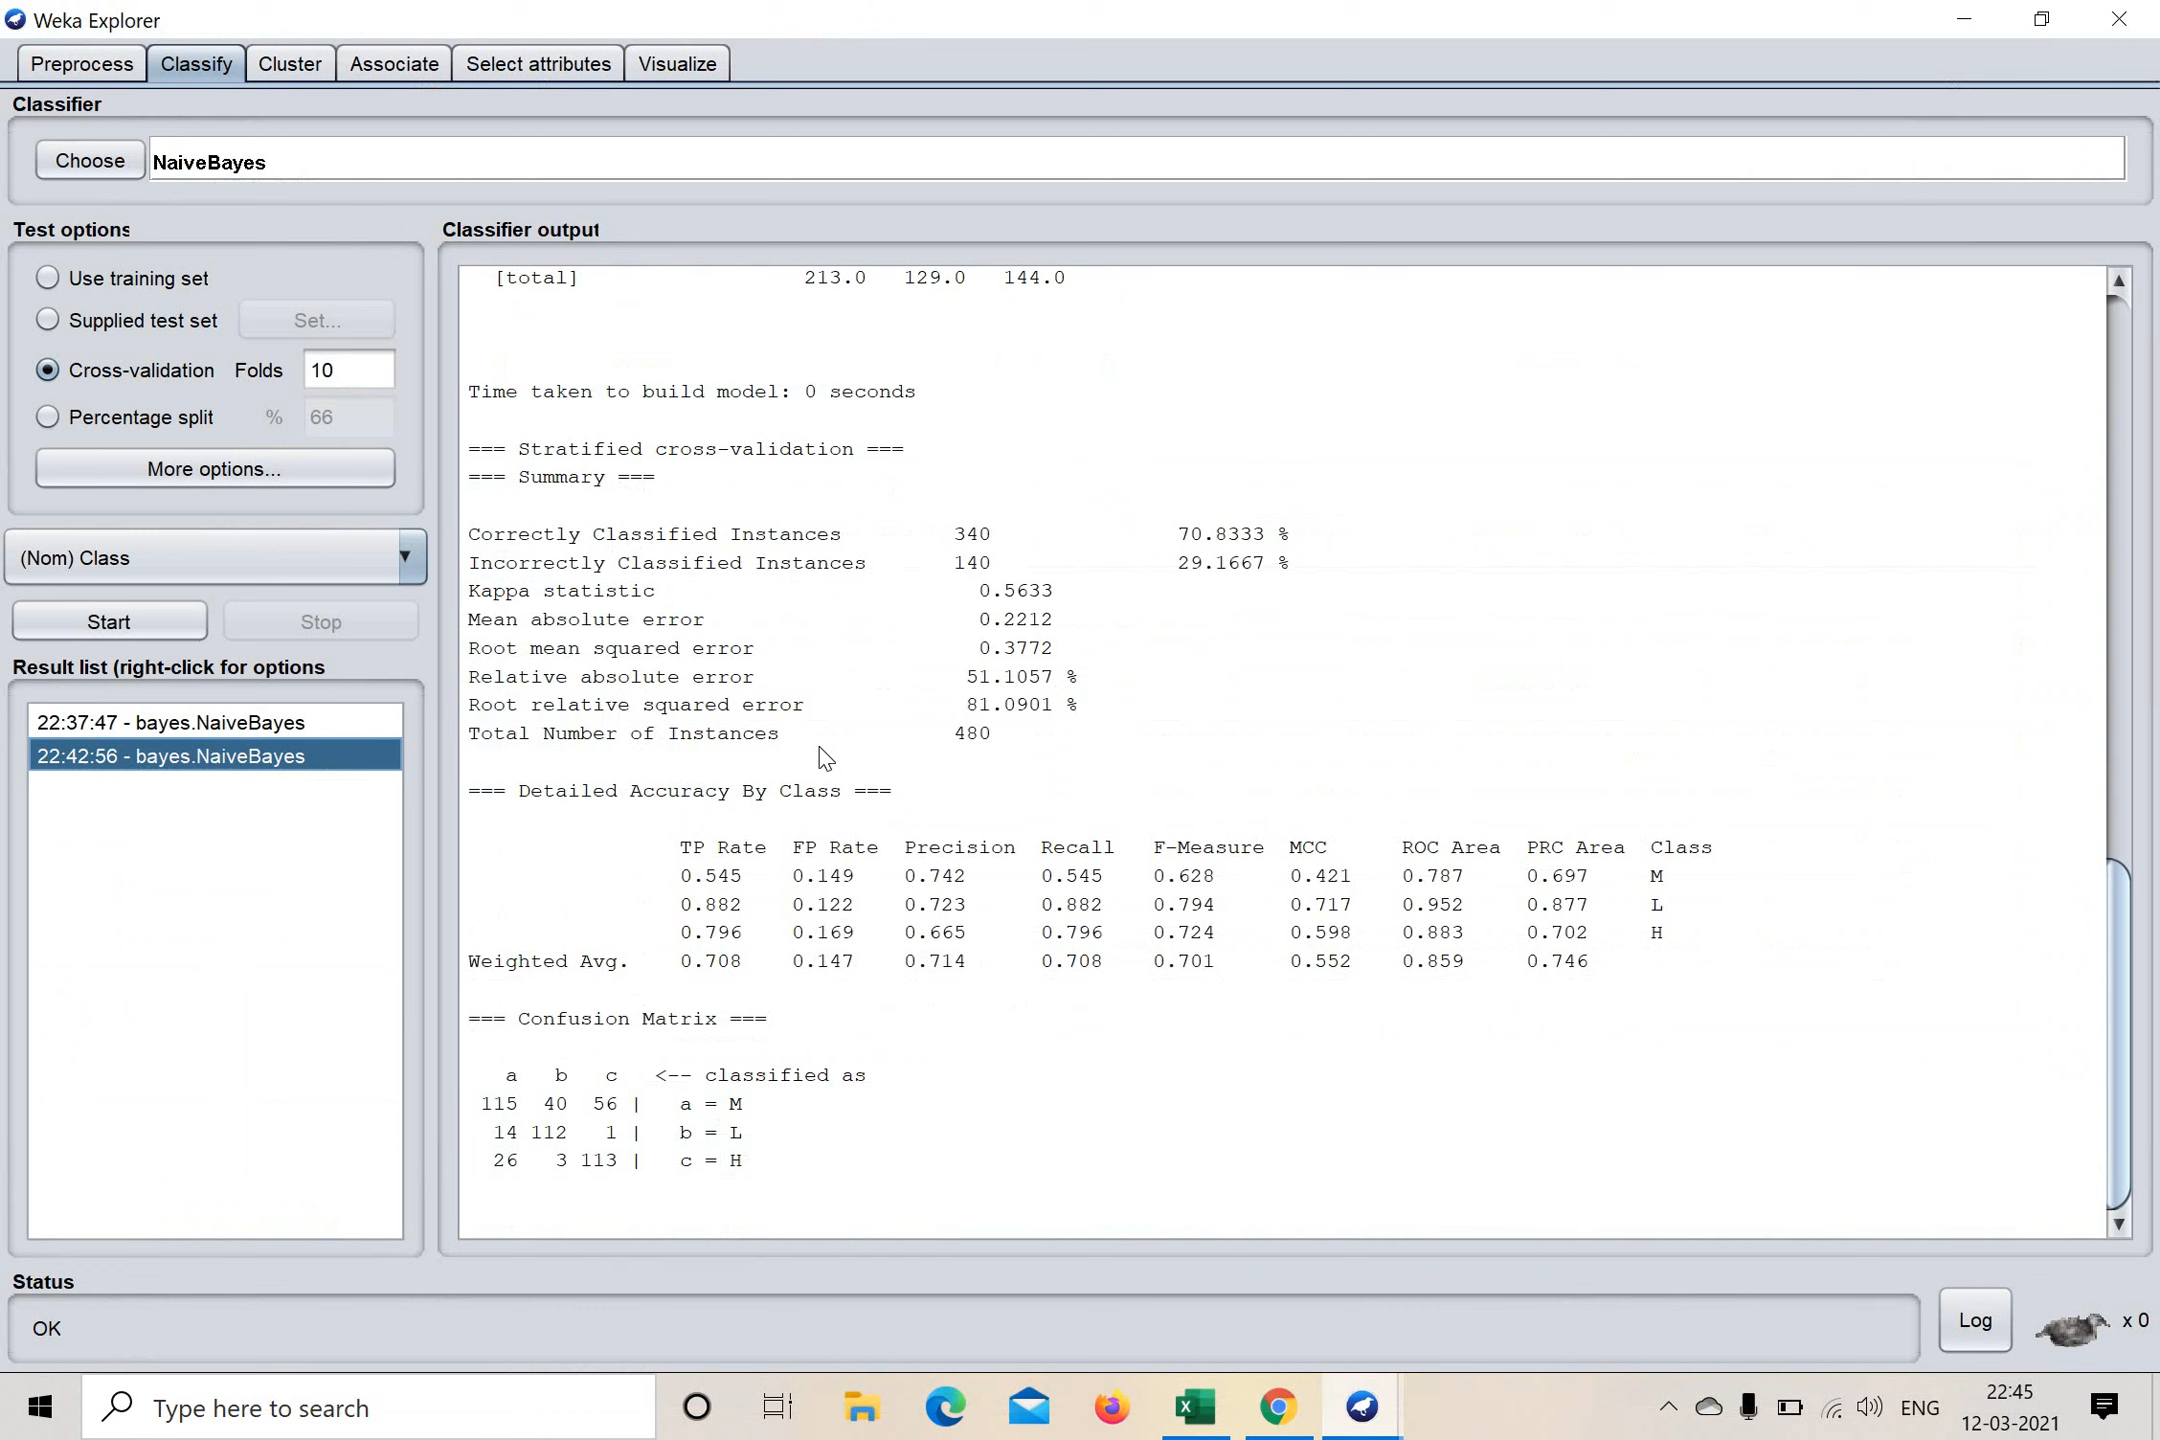 Weka Explorer
Preprocess Classify Cluster Associate Select attributes Visualize
Classifier
Choose NaiveBayes
Test options
Use training set
Supplied test set Set...
Cross-validation Folds 10
Percentage split % 66
More options...
(Nom) Class
Start Stop
Result list (right-click for options
22:37:47 - bayes.NaiveBayes
22:42:56 - bayes.NaiveBayes
Classifier output
[total] 213.0 129.0 144.0
Time taken to build model: 0 seconds
=== Stratified cross-validation ===
=== Summary ===
Correctly Classified Instances 340 70.8333 %
Incorrectly Classified Instances 140 29.1667 %
Kappa statistic 0.5633
Mean absolute error 0.2212
Root mean squared error 0.3772
Relative absolute error 51.1057 %
Root relative squared error 81.0901 %
Total Number of Instances 480
=== Detailed Accuracy By Class ===
TP Rate FP Rate Precision Recall F-Measure MCC ROC Area PRC Area Class
0.545 0.149 0.742 0.545 0.628 0.421 0.787 0.697 M
0.882 0.122 0.723 0.882 0.794 0.717 0.952 0.877 L
0.796 0.169 0.665 0.796 0.724 0.598 0.883 0.702 H
Weighted Avg. 0.708 0.147 0.714 0.708 0.701 0.552 0.859 0.746
=== Confusion Matrix ===
a b c <-- classified as
115 40 56 | a = M
14 112 1 | b = L
26 3 113 | c = H
Status
OK
Log
x 0
Type here to search
ENG
22:45
12-03-2021